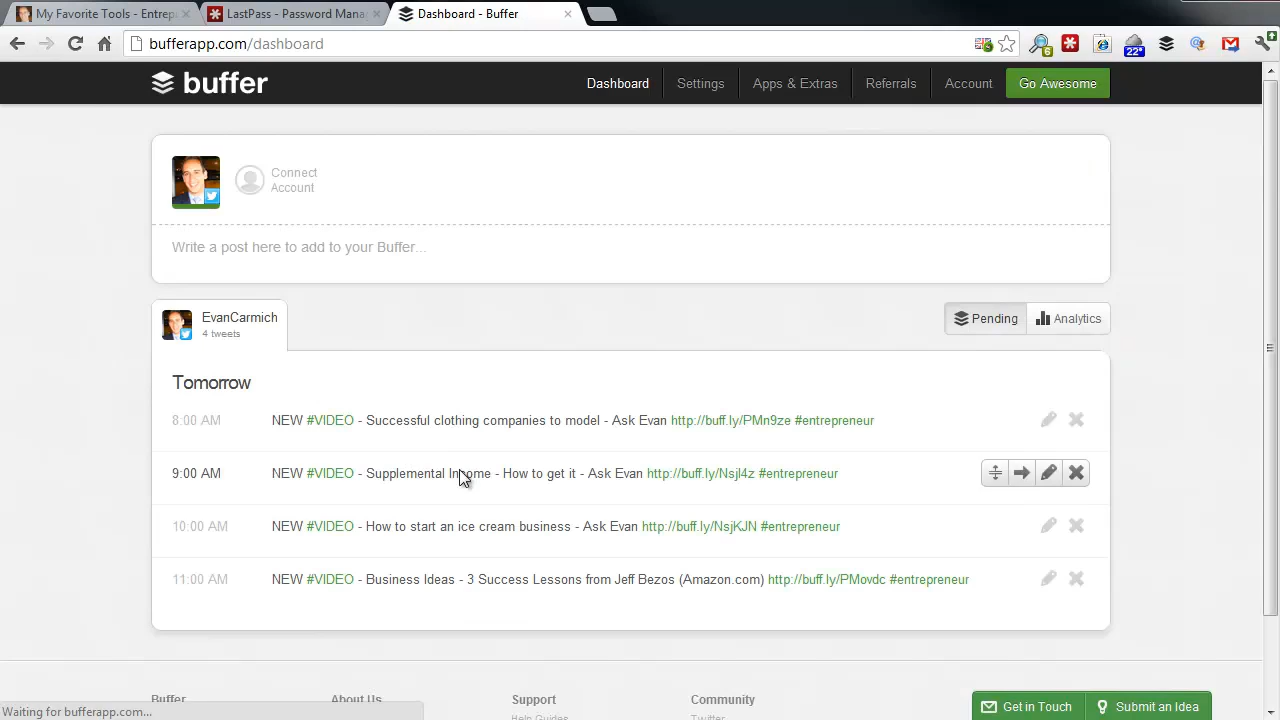 My Favorite Tools - Entrep
LastPass - Password Mana
Dashboard - Buffer
bufferapp.com/dashboard
6
22°
buffer
Dashboard
Settings
Apps & Extras
Referrals
Account
Go Awesome
Connect
Account
Write a post here to add to your Buffer...
EvanCarmich
4 tweets
Pending
Analytics
Tomorrow
8:00 AM NEW #VIDEO - Successful clothing companies to model - Ask Evan http://buff.ly/PMn9ze #entrepreneur
9:00 AM NEW #VIDEO - Supplemental Income - How to get it - Ask Evan http://buff.ly/Nsjl4z #entrepreneur
10:00 AM NEW #VIDEO - How to start an ice cream business - Ask Evan http://buff.ly/NsjKJN #entrepreneur
11:00 AM NEW #VIDEO - Business Ideas - 3 Success Lessons from Jeff Bezos (Amazon.com) http://buff.ly/PMovdc #entrepreneur
Buffer
About Us
Support
Community
Help Guides
Twitter
Get in Touch
Submit an Idea
Waiting for bufferapp.com...